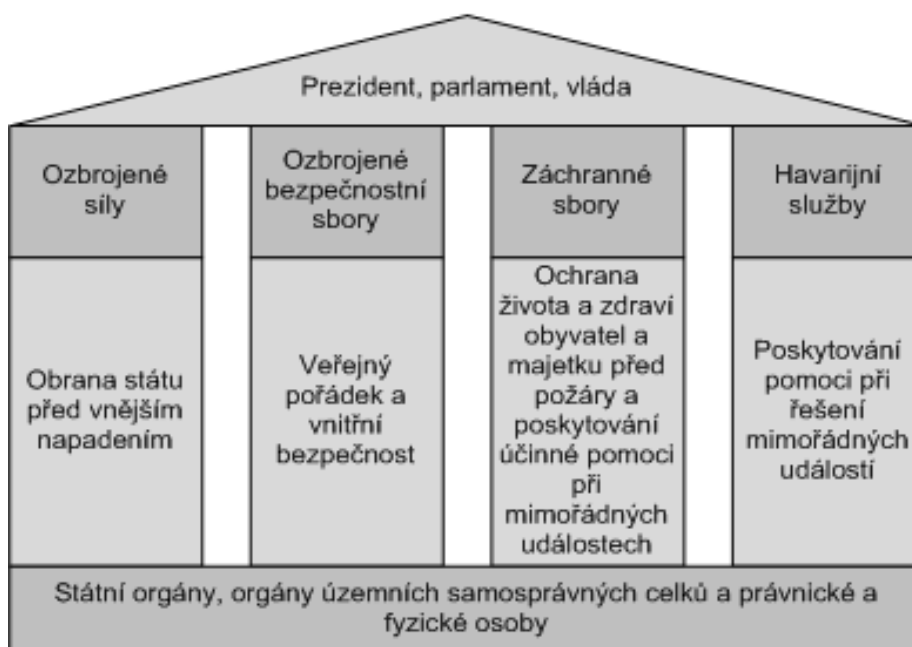 Prezident, parlament, vláda
Ozbrojené
síly
Ozbrojené
bezpečnostní
sbory
Záchranné
sbory
Havarijní
služby
Obrana státu
před vnějším
napadením
Veřejný
pořádek a
vnitřní
bezpečnost
Ochrana
života a zdraví
obyvatel a
majetku před
požáry a
poskytování
účinné pomoci
při
mimořádných
událostech
Poskytování
pomoci při
řešení
mimořádných
událostí
Státní orgány, orgány územních samosprávných celků a právnické a
fyzické osoby